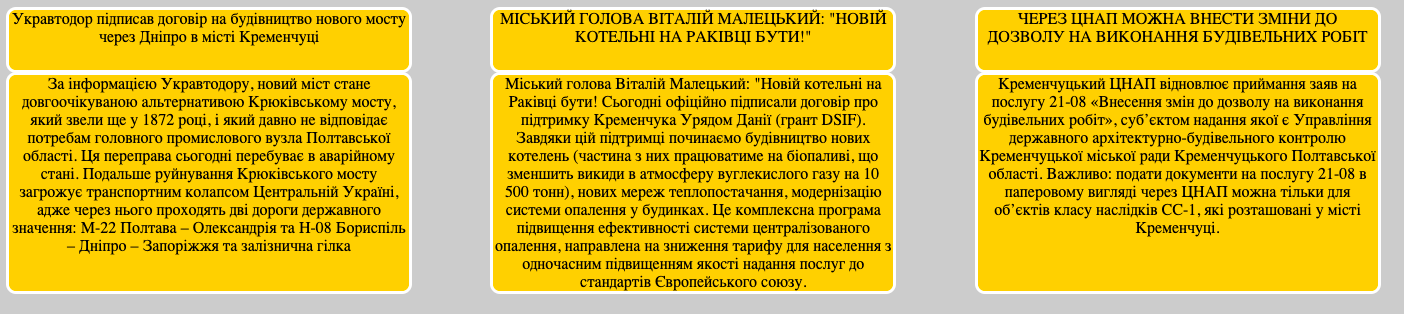 Укравтодор підписав договір на будівництво нового мосту
через Дніпро в місті Кременчуці
За інформацією Укравтодору, новий міст стане
довгоочікуваною альтернативою Крюківському мосту,
який звели ще у 1872 році, і який давно не відповідає
потребам головного промислового вузла Полтавської
області. Ця переправа сьогодні перебуває в аварійному
стані. Подальше руйнування Крюківського мосту
загрожує транспортним колапсом Центральній Україні,
адже через нього проходять дві дороги державного
значення: М-22 Полтава – Олександрія та Н-08 Бориспіль
– Дніпро – Запоріжжя та залізнична гілка
МІСЬКИЙ ГОЛОВА ВІТАЛІЙ МАЛЕЦЬКИЙ: "НОВІЙ
КОТЕЛЬНІ НА РАКІВЦІ БУТИ!"
Міський голова Віталій Малецький: "Новій котельні на
Раківці бути! Сьогодні офіційно підписали договір про
підтримку Кременчука Урядом Данії (грант DSIF).
Завдяки цій підтримці починаємо будівництво нових
котелень (частина з них працюватиме на біопаливі, що
зменшить викиди в атмосферу вуглекислого газу на 10
500 тонн), нових мереж теплопостачання, модернізацію
системи опалення у будинках. Це комплексна програма
підвищення ефективності системи централізованого
опалення, направлена на зниження тарифу для населення з
одночасним підвищенням якості надання послуг до
стандартів Європейського союзу.
ЧЕРЕЗ ЦНАП МОЖНА ВНЕСТИ ЗМІНИ ДО
ДОЗВОЛУ НА ВИКОНАННЯ БУДІВЕЛЬНИХ РОБІТ
Кременчуцький ЦНАП відновлює приймання заяв на
послугу 21-08 «Внесення змін до дозволу на виконання
будівельних робіт», суб’єктом надання якої є Управління
державного архітектурно-будівельного контролю
Кременчуцької міської ради Кременчуцького Полтавської
області. Важливо: подати документи на послугу 21-08 в
паперовому вигляді через ЦНАП можна тільки для
об’єктів класу наслідків СС-1, які розташовані у місті
Кременчуці.